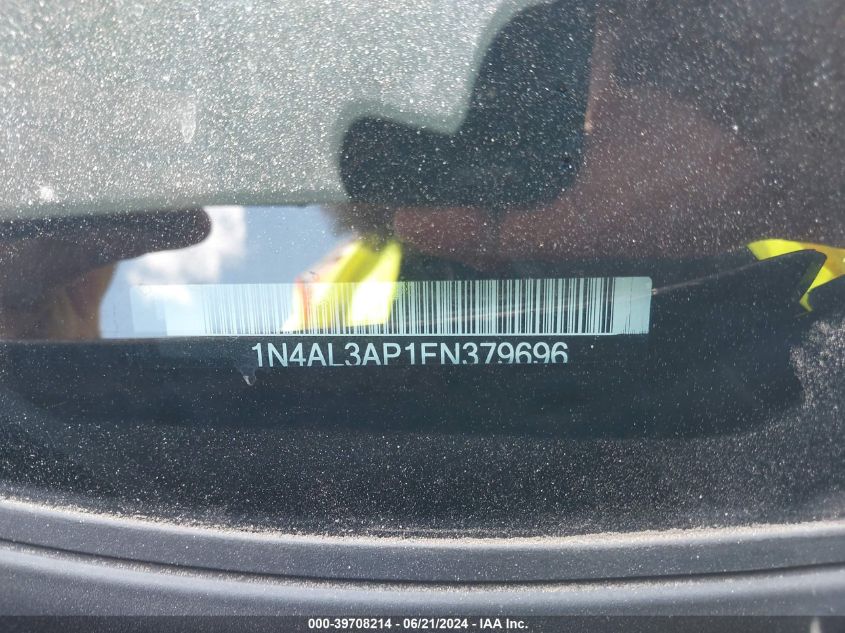 1N4AL3AP1FN379696
000-39708214 / 06/21/2024 - IAA Inc.